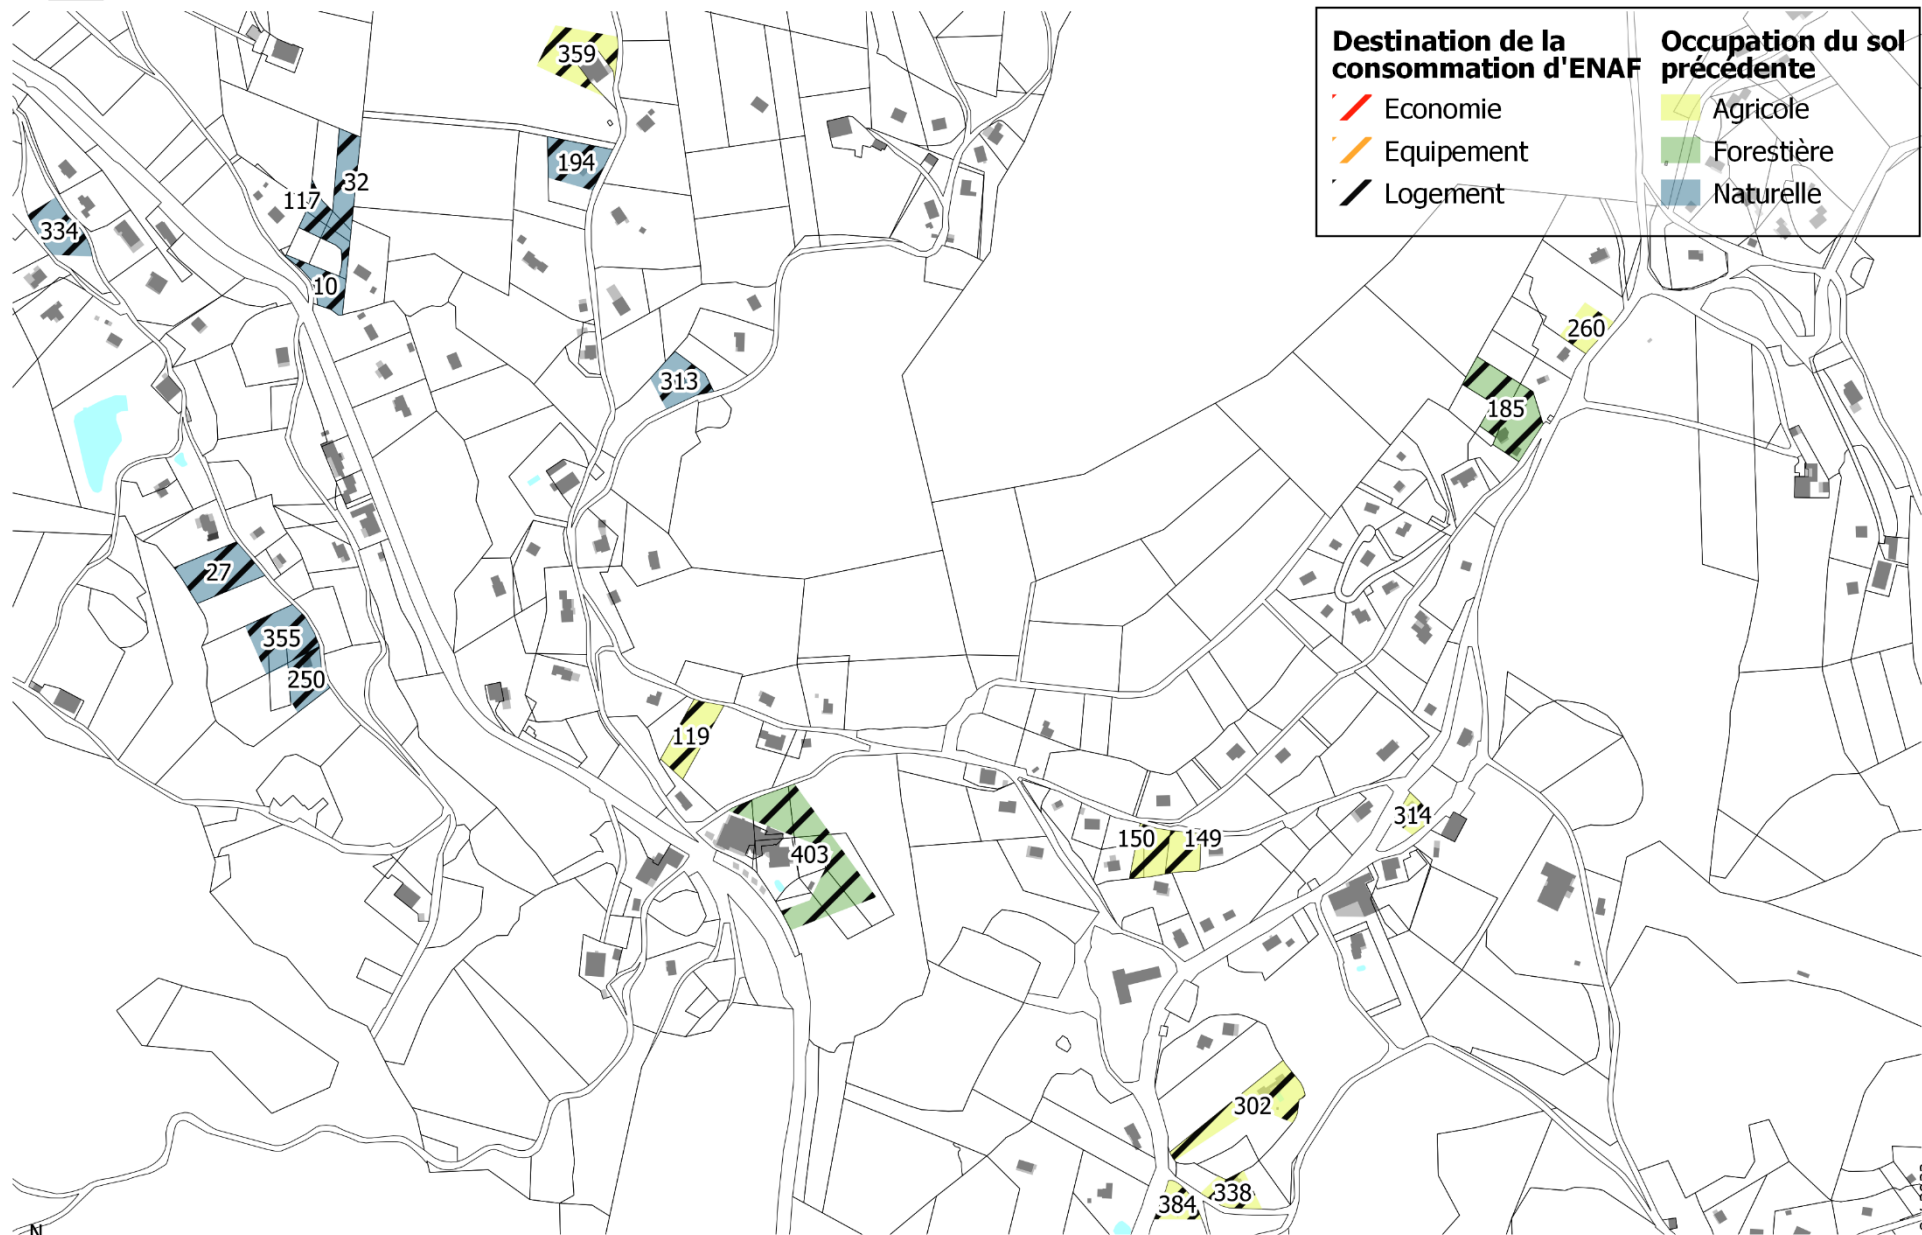 Destination de la
consommation d'ENAF
Economie
Equipement
Logement
Occupation du sol
précédente
Agricole
Forestière
Naturelle
359
194
32
117
334
10
313
260
185
27
355
250
119
403
150
149
314
302
338
384
N